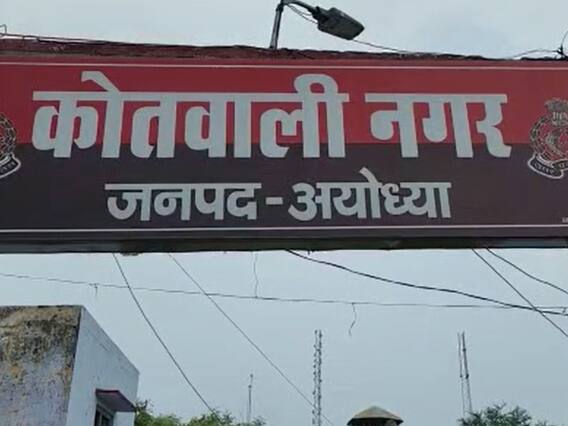 कोतवाली नगर
जनपद - अयोध्या